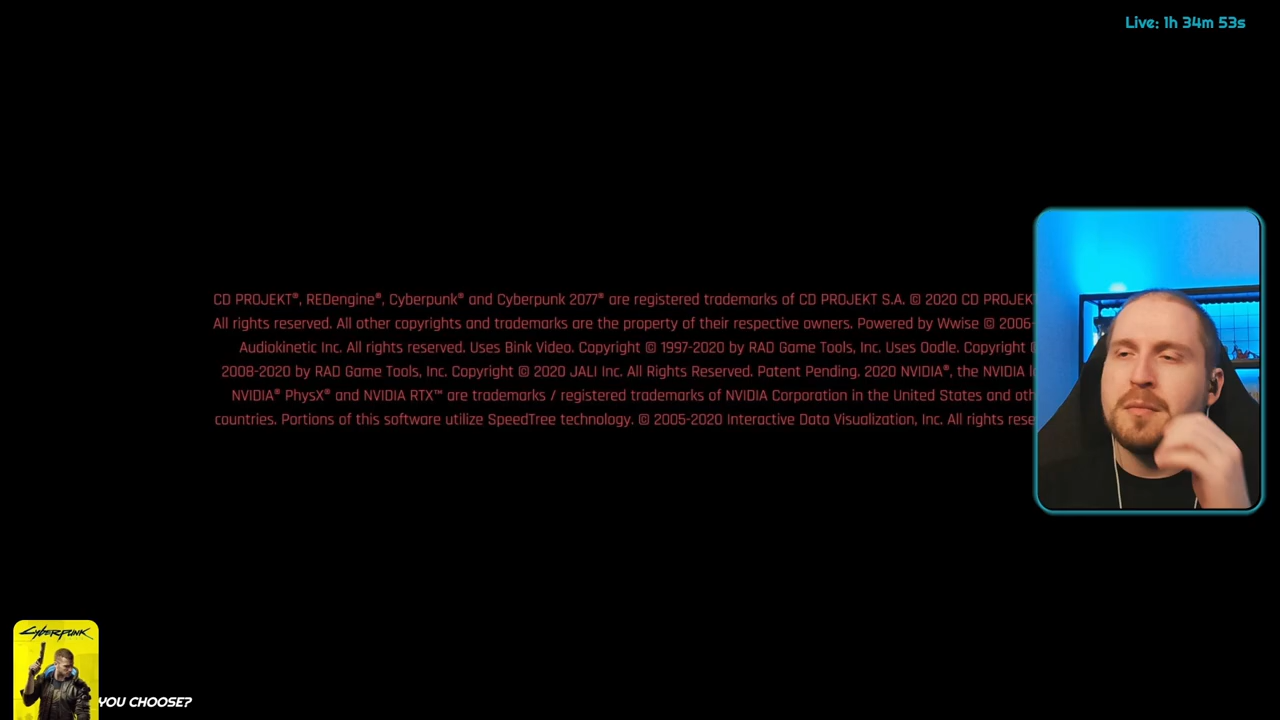 Live: 1h 34m 53s
CD PROJEKT®, REDengine®, Cyberpunk® and Cyberpunk 2077® are registered trademarks of CD PROJEKT S.A. © 2020 CD PROJEKT
All rights reserved. All other copyrights and trademarks are the property of their respective owners. Powered by Wwise © 2006-
Audiokinetic Inc. All rights reserved. Uses Bink Video. Copyright © 1997-2020 by RAD Game Tools, Inc. Uses Oodle. Copyright ©
2008-2020 by RAD Game Tools, Inc. Copyright © 2020 JALI Inc. All Rights Reserved. Patent Pending. 2020 NVIDIA®, the NVIDIA
NVIDIA® PhysX® and NVIDIA RTX™ are trademarks / registered trademarks of NVIDIA Corporation in the United States and
countries. Portions of this software utilize SpeedTree technology. © 2005-2020 Interactive Data Visualization, Inc. All rights
Cyberpunk
YOU CHOOSE?